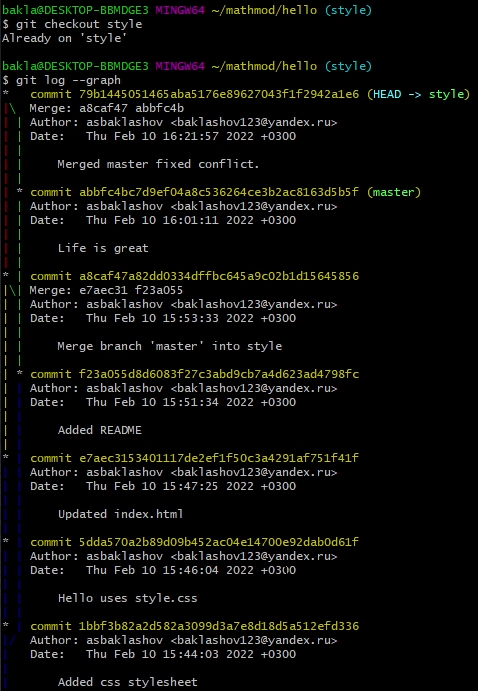 bakla@DESKTOP-BBMDGE3 MINGW64 ~/mathmod/hello (style)
$ git checkout style
Already on 'style'
bakla@DESKTOP-BBMDGE3 MINGW64 ~/mathmod/hello (style)
$ git log --graph
*   commit 79b1445051465aba5176e89627043f1f2942a1e6 (HEAD -> style)
|\  Merge: a8caf47 abbfc4b
| | Author: asbaklashov <baklashov123@yandex.ru>
| | Date:   Thu Feb 10 16:21:57 2022 +0300
| |
| |     Merged master fixed conflict.
| |
| * commit abbfc4bc7d9ef04a8c536264ce3b2ac8163d5b5f (master)
| | Author: asbaklashov <baklashov123@yandex.ru>
| | Date:   Thu Feb 10 16:01:11 2022 +0300
| |
| |     Life is great
| |
* | commit a8caf47a82dd0334dffbc645a9c02b1d15645856
|\| Merge: e7aec31 f23a055
| | Author: asbaklashov <baklashov123@yandex.ru>
| | Date:   Thu Feb 10 15:53:33 2022 +0300
| |
| |     Merge branch 'master' into style
| |
| * commit f23a055d8d6083f27c3abd9cb7a4d623ad4798fc
| | Author: asbaklashov <baklashov123@yandex.ru>
| | Date:   Thu Feb 10 15:51:34 2022 +0300
| |
| |     Added README
| |
* | commit e7aec3153401117de2ef1f50c3a4291af751f41f
| | Author: asbaklashov <baklashov123@yandex.ru>
| | Date:   Thu Feb 10 15:47:25 2022 +0300
| |
| |     Updated index.html
| |
* | commit 5dda570a2b89d09b452ac04e14700e92dab0d61f
| | Author: asbaklashov <baklashov123@yandex.ru>
| | Date:   Thu Feb 10 15:46:04 2022 +0300
| |
| |     Hello uses style.css
| |
* | commit 1bbf3b82a2d582a3099d3a7e8d18d5a512efd336
|/  Author: asbaklashov <baklashov123@yandex.ru>
|   Date:   Thu Feb 10 15:44:03 2022 +0300
|
|       Added css stylesheet